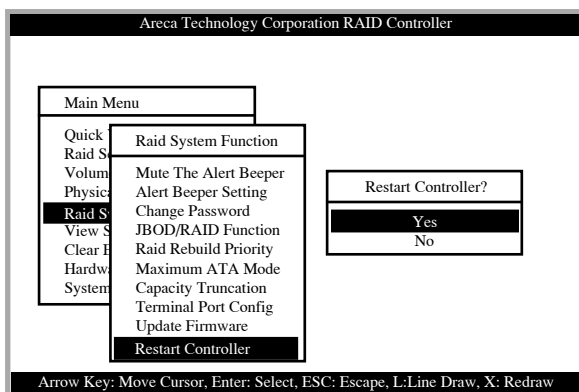 Areca Technology Corporation RAID Controller
Main Menu
Quick
Raid
Raid S
View S
Clear
System
Raid System Function
Mute The Alert Beeper
Alert Beeper Setting
Change Password
JBOD/RAID Function
Raid Rebuild Priority
Maximum ATA Mode
Capacity Truncation
Terminal Port Config
Update Firmware
Restart Controller
Restart Controller?
Yes
No
Arrow Key: Move Cursor, Enter: Select, ESC: Escape, L:Line Draw, X: Redraw